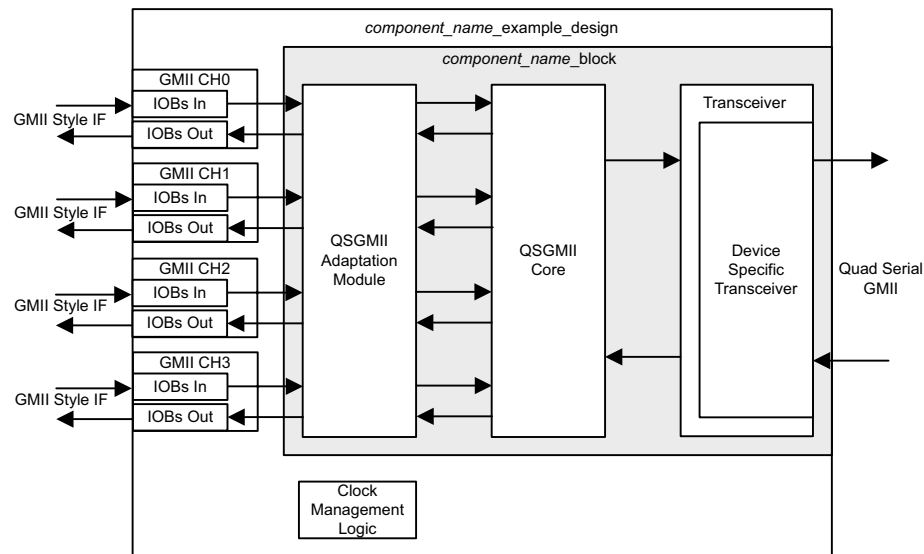 component_name_example_design
component_name_block
GMII CH0
IOBs In
IOBs Out
GMII Style IF
GMII CH1
IOBs In
IOBs Out
GMII Style IF
GMII CH2
IOBs In
IOBs Out
GMII Style IF
GMII CH3
IOBs In
IOBs Out
GMII Style IF
QSGMII
Adaptation
Module
QSGMII
Core
Transceiver
Device
Specific
Transceiver
Quad Serial
GMII
Clock
Management
Logic